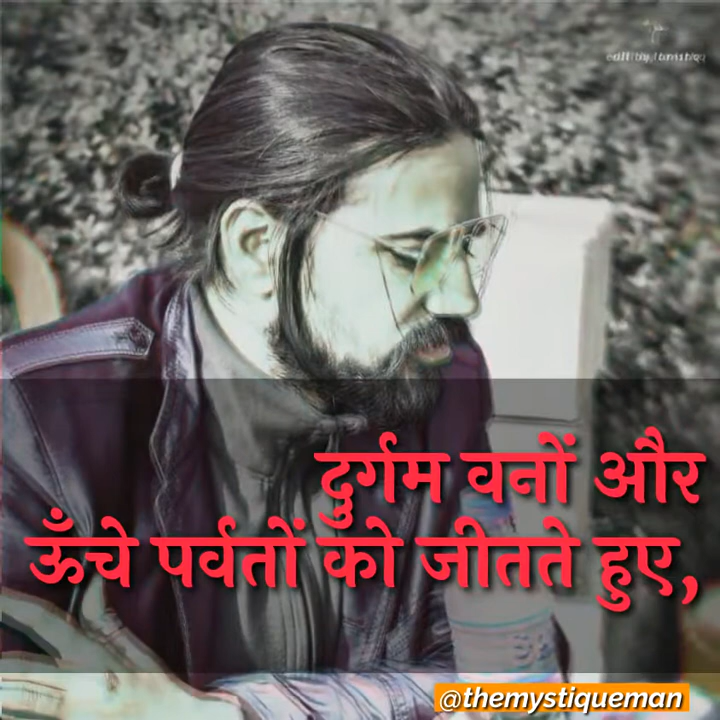 दुर्गम वनों और
ऊँचे पर्वतों को जीतते हुए,
@themystiqueman